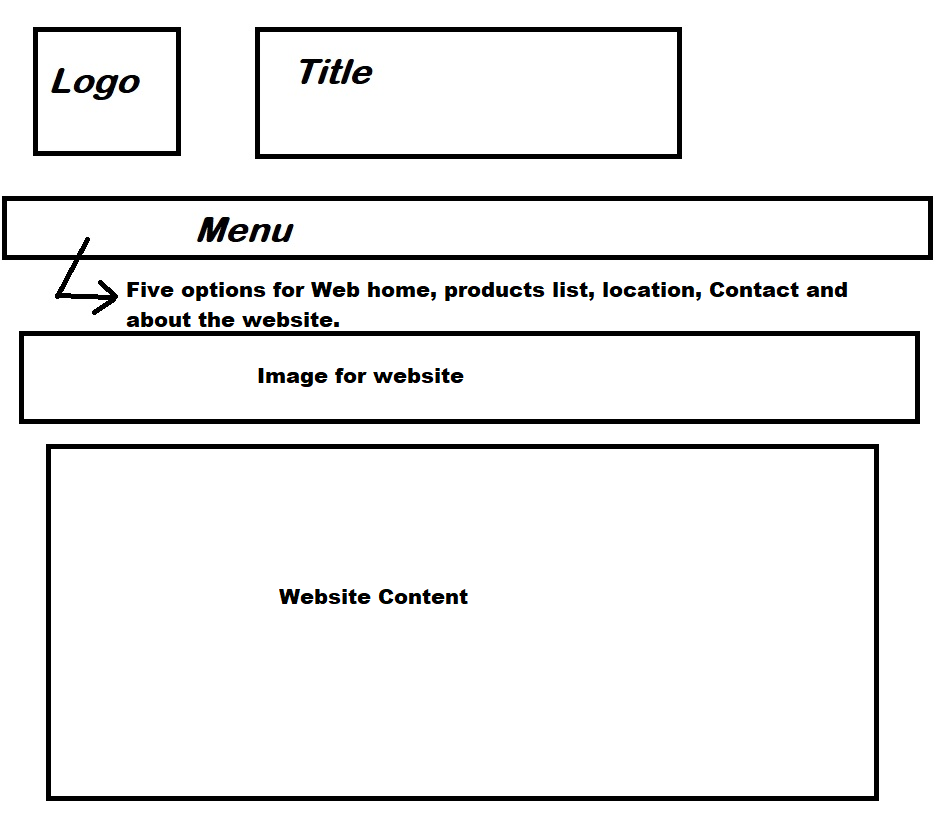 Logo
Title
Menu
Five options for Web home, products list, location, Contact and
about the website.
Image for website
Website Content